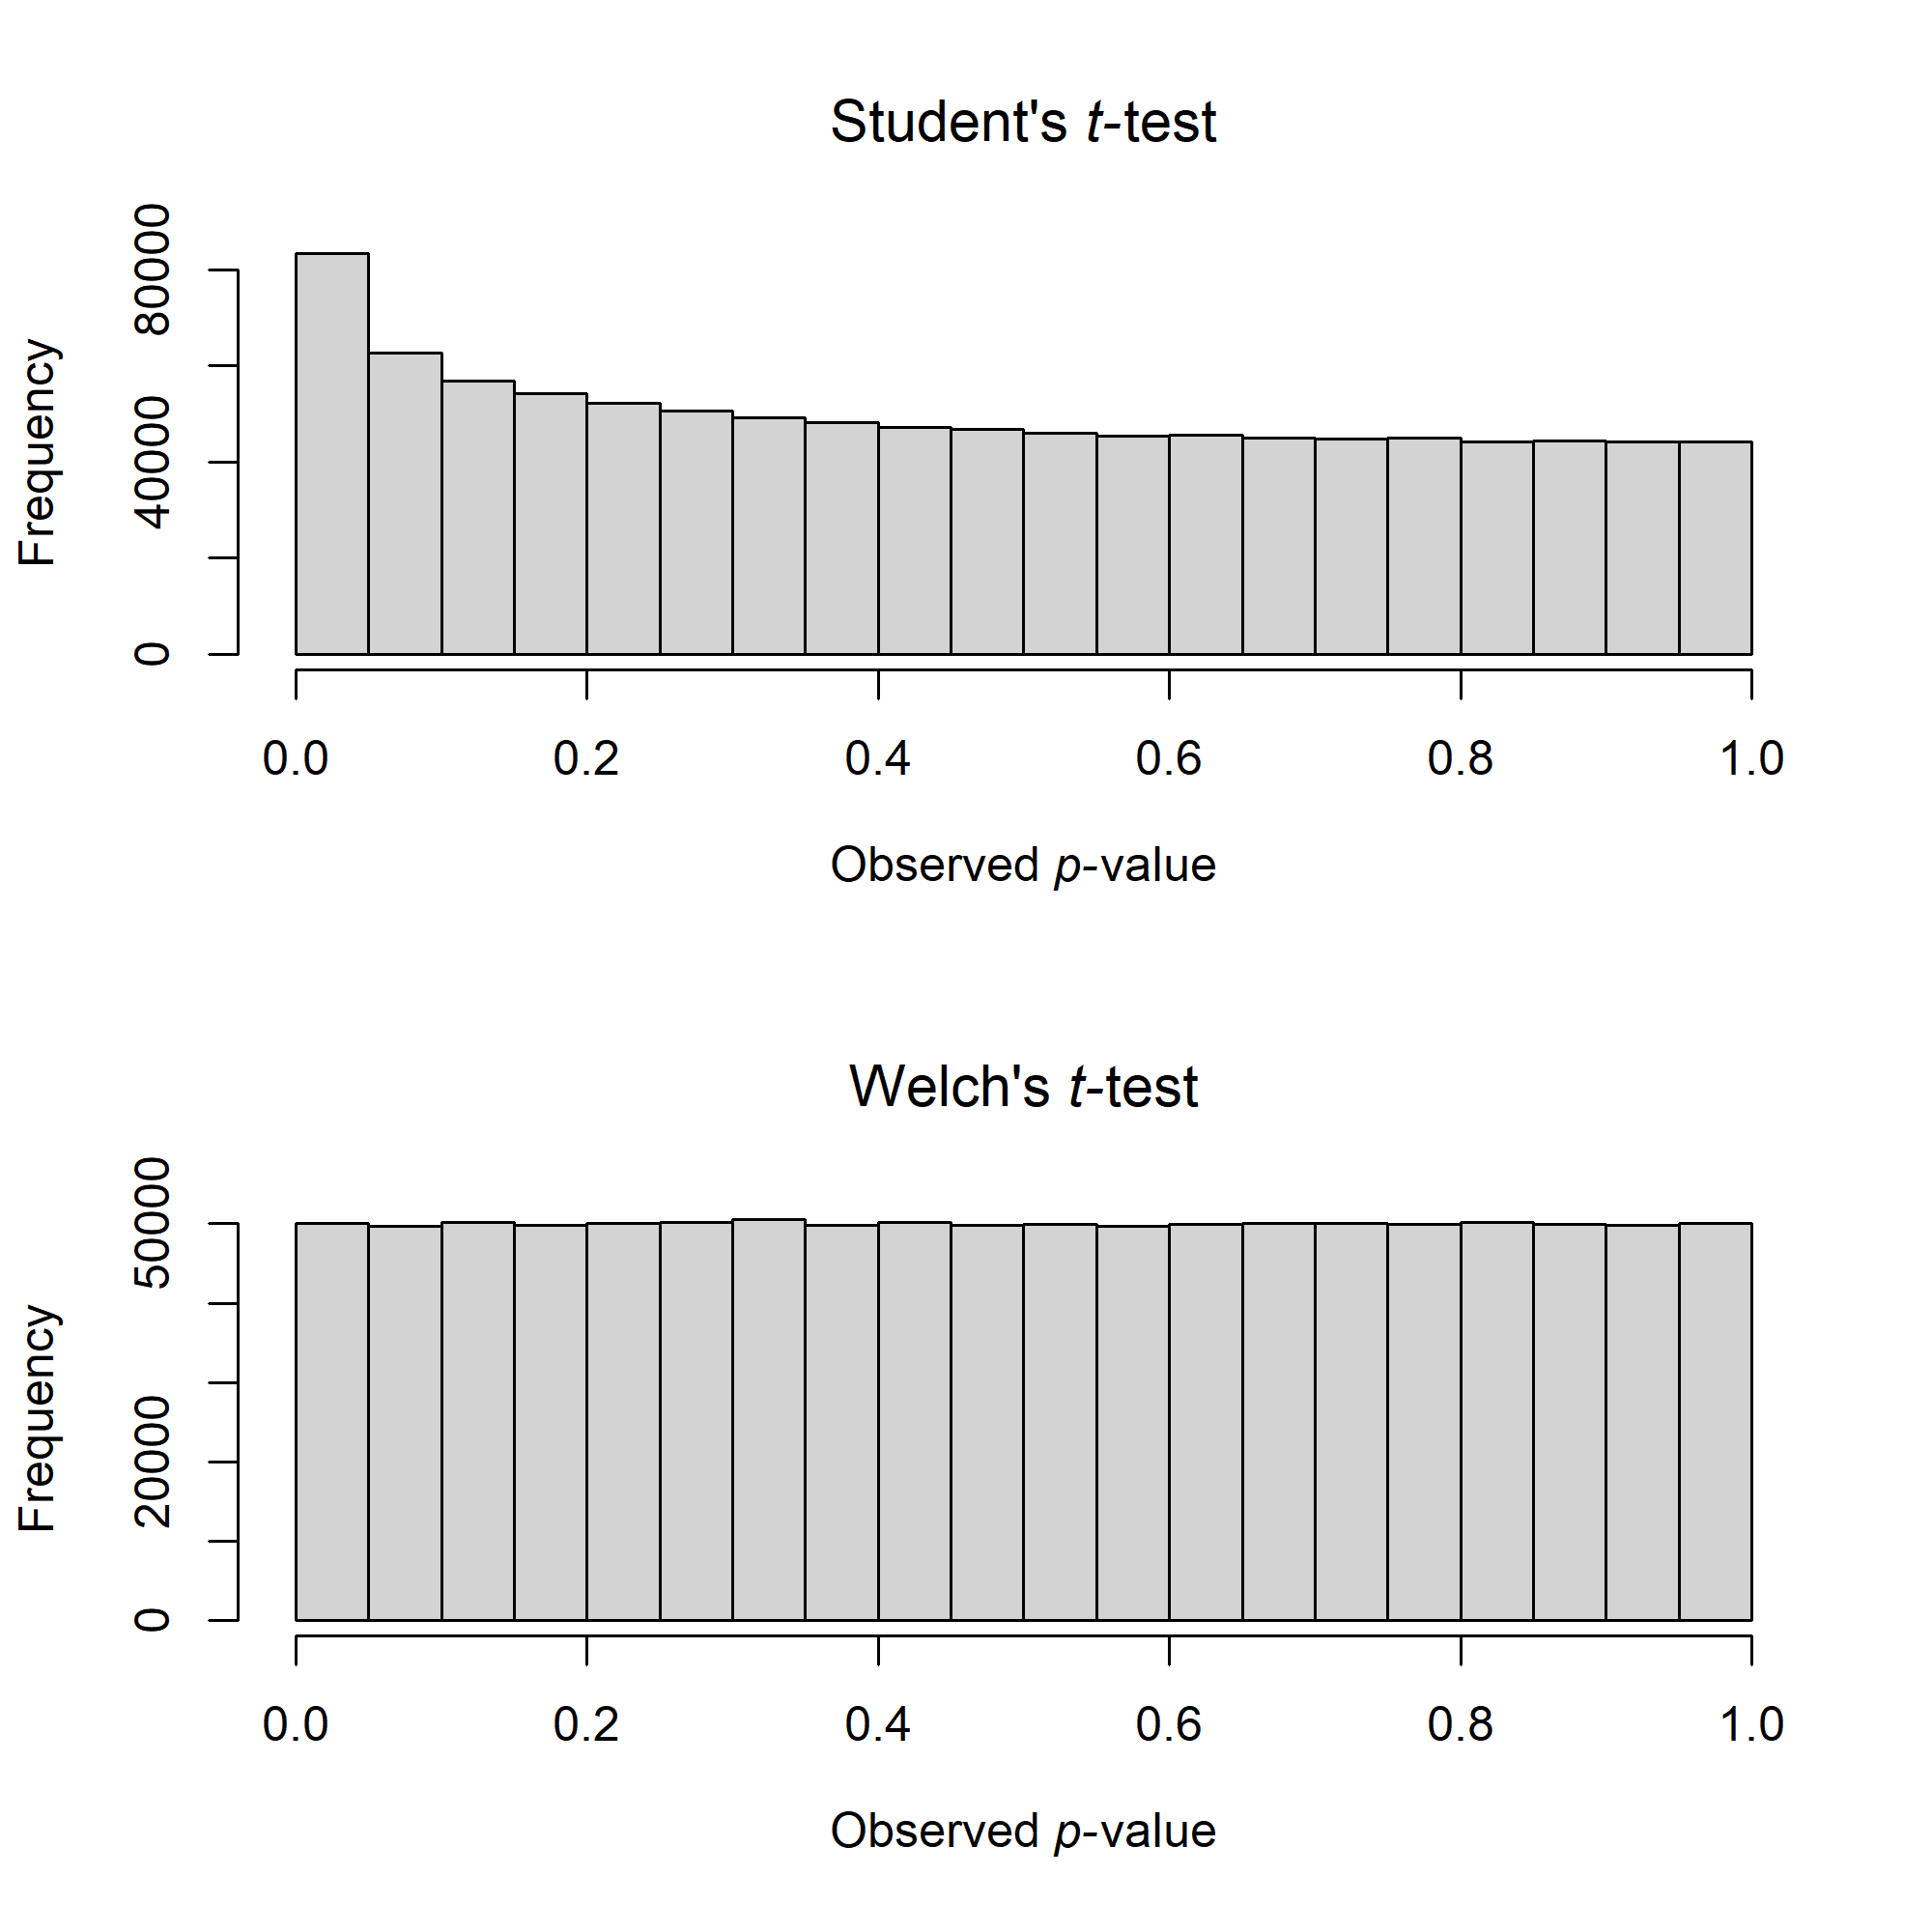 Student's t-test
80000
40000
0
Frequency
0.0 0.2 0.4 0.6 0.8 1.0
Observed p-value
Welch's t-test
50000
20000
0
Frequency
0.0 0.2 0.4 0.6 0.8 1.0
Observed p-value